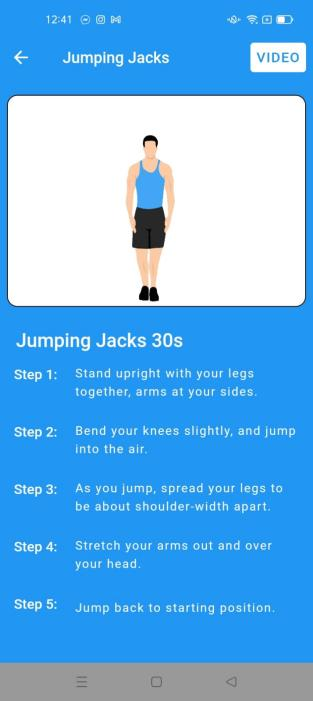 12:41
Jumping Jacks
VIDEO
Jumping Jacks 30s
Step 1: Stand upright with your legs
together, arms at your sides.
Step 2: Bend your knees slightly, and jump
into the air.
Step 3: As you jump, spread your legs to
be about shoulder-width apart.
Step 4: Stretch your arms out and over
your head.
Step 5: Jump back to starting position.